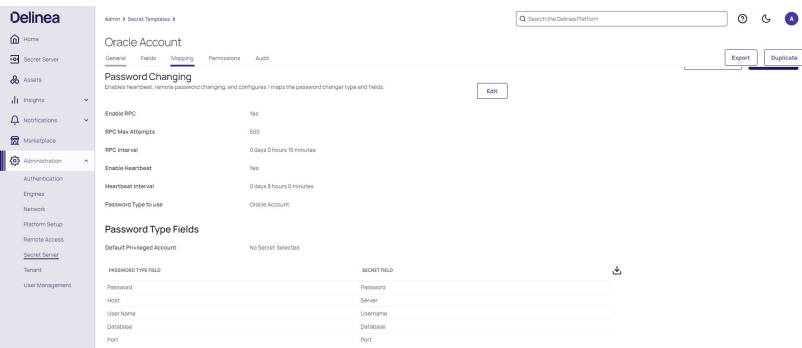 Delinea
Admin > Secret Templates >
Search the Delinea Platform
A
Home
Secret Server
Assets
Insights
Notifications
Marketplace
Administration
Authentication
Engines
Network
Platform Setup
Remote Access
Secret Server
Tenant
User Management
Oracle Account
General Fields Mapping Permissions Audit
Export Duplicate
Password Changing
Enables heartbeat, remote password changing, and configures / maps the password changer type and fields.
Edit
Enable RPC Yes
RPC Max Attempts 500
RPC Interval 0 days 0 hours 15 minutes
Enable Heartbeat Yes
Heartbeat Interval 0 days 8 hours 0 minutes
Password Type to use Oracle Account
Password Type Fields
Default Privileged Account No Secret Selected
PASSWORD TYPE FIELD SECRET FIELD
Password Password
Host Server
User Name Username
Database Database
Port Port